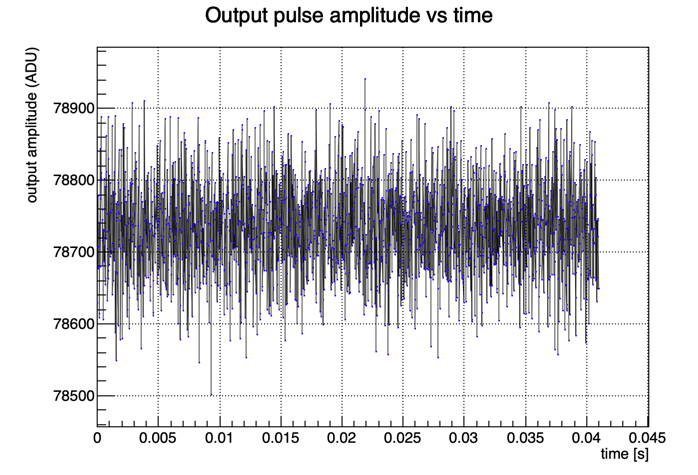 Output pulse amplitude vs time
output amplitude (ADU)
78900
78800
78700
78600
78500
0 0.005 0.01 0.015 0.02 0.025 0.03 0.035 0.04 0.045
time [s]